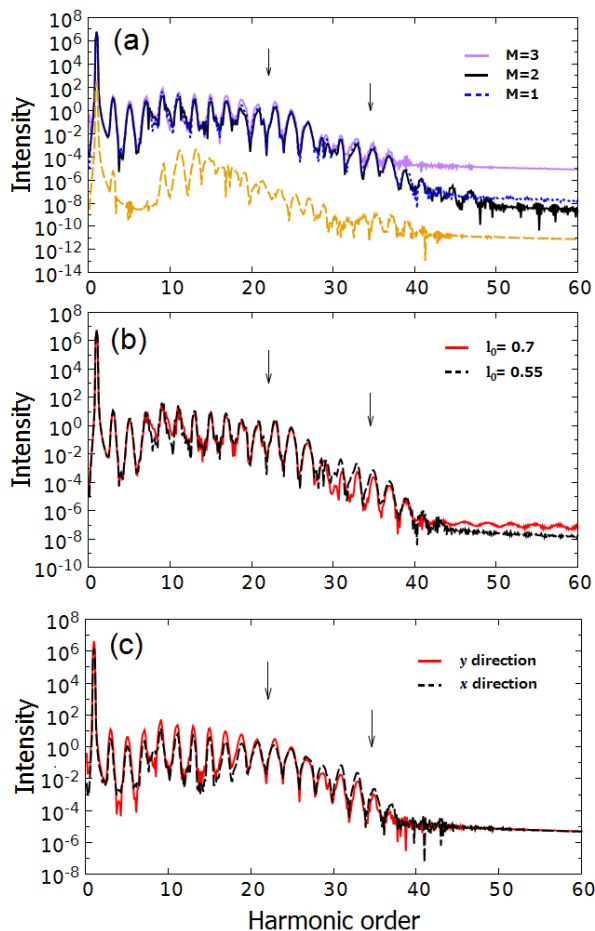 (a)
M=3
M=2
M=1
Intensity
10^8
10^6
10^4
10^2
10^0
10^-2
10^-4
10^-6
10^-8
10^-10
10^-12
10^-14
0 10 20 30 40 50 60
(b)
l₀= 0.7
l₀= 0.55
Intensity
10^8
10^6
10^4
10^2
10^0
10^-2
10^-4
10^-6
10^-8
10^-10
0 10 20 30 40 50 60
(c)
y direction
x direction
Intensity
10^8
10^6
10^4
10^2
10^0
10^-2
10^-4
10^-6
10^-8
0 10 20 30 40 50 60
Harmonic order